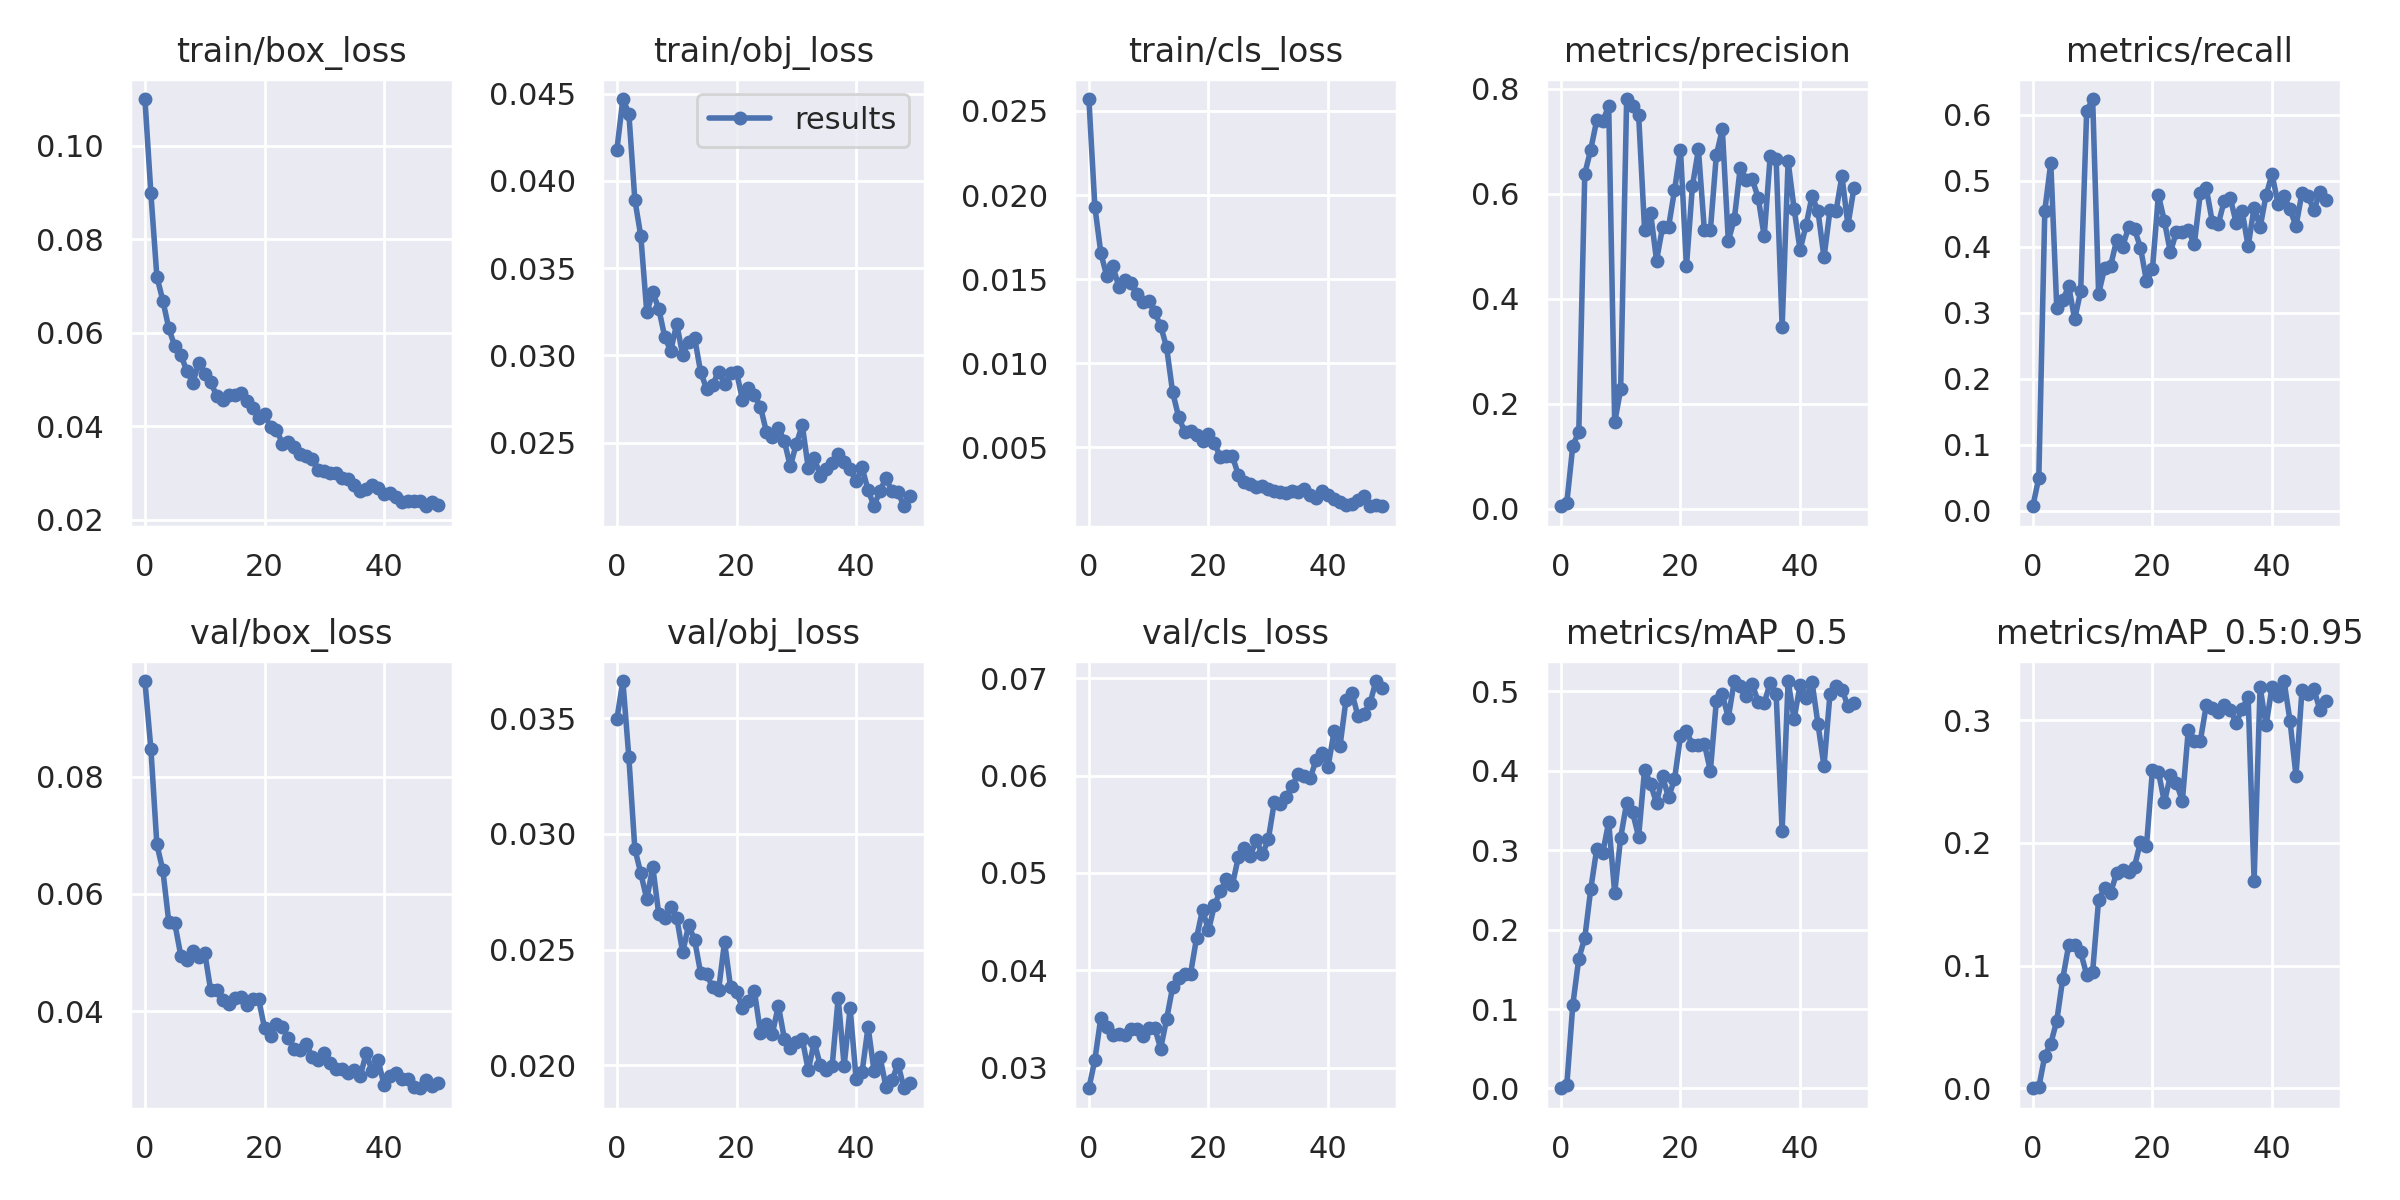 train/box_loss
0.10
0.08
0.06
0.04
0.02
0 20 40
train/obj_loss
results
0.045
0.040
0.035
0.030
0.025
0 20 40
train/cls_loss
0.025
0.020
0.015
0.010
0.005
0 20 40
metrics/precision
0.8
0.6
0.4
0.2
0.0
0 20 40
metrics/recall
0.6
0.5
0.4
0.3
0.2
0.1
0.0
0 20 40
val/box_loss
0.08
0.06
0.04
0 20 40
val/obj_loss
0.035
0.030
0.025
0.020
0 20 40
val/cls_loss
0.07
0.06
0.05
0.04
0.03
0 20 40
metrics/mAP_0.5
0.5
0.4
0.3
0.2
0.1
0.0
0 20 40
metrics/mAP_0.5:0.95
0.3
0.2
0.1
0.0
0 20 40